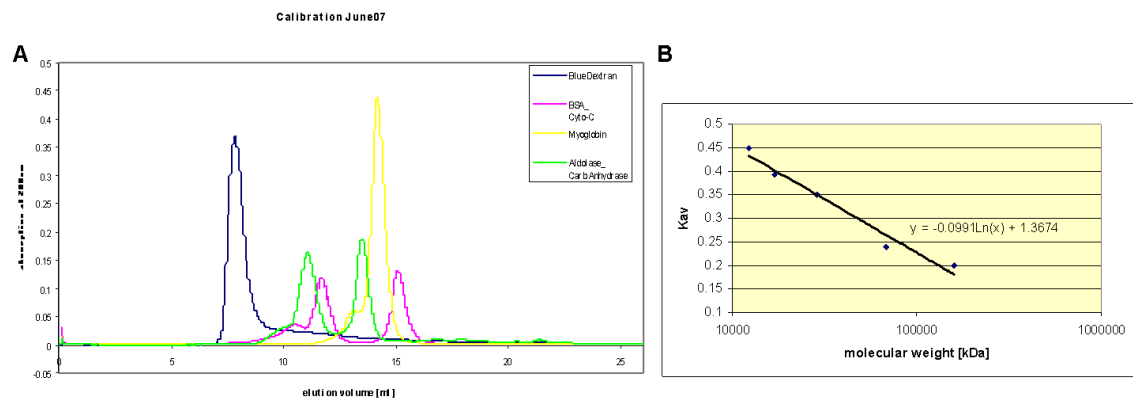 Calibration June07
A
0.5
0.45
0.4
0.35
0.3
0.25
0.2
0.15
0.1
0.05
0
-0.05
0
5
10
15
20
25
elution volume [ml]
BlueDextran
BSA_
Cyto-C
Myoglobin
Aldolase_
CarbAnhydrase
B
0.5
0.45
0.4
0.35
0.3
0.25
0.2
0.15
0.1
Kav
y = -0.0991Ln(x) + 1.3674
100000
1000000
1000000
molecular weight [kDa]